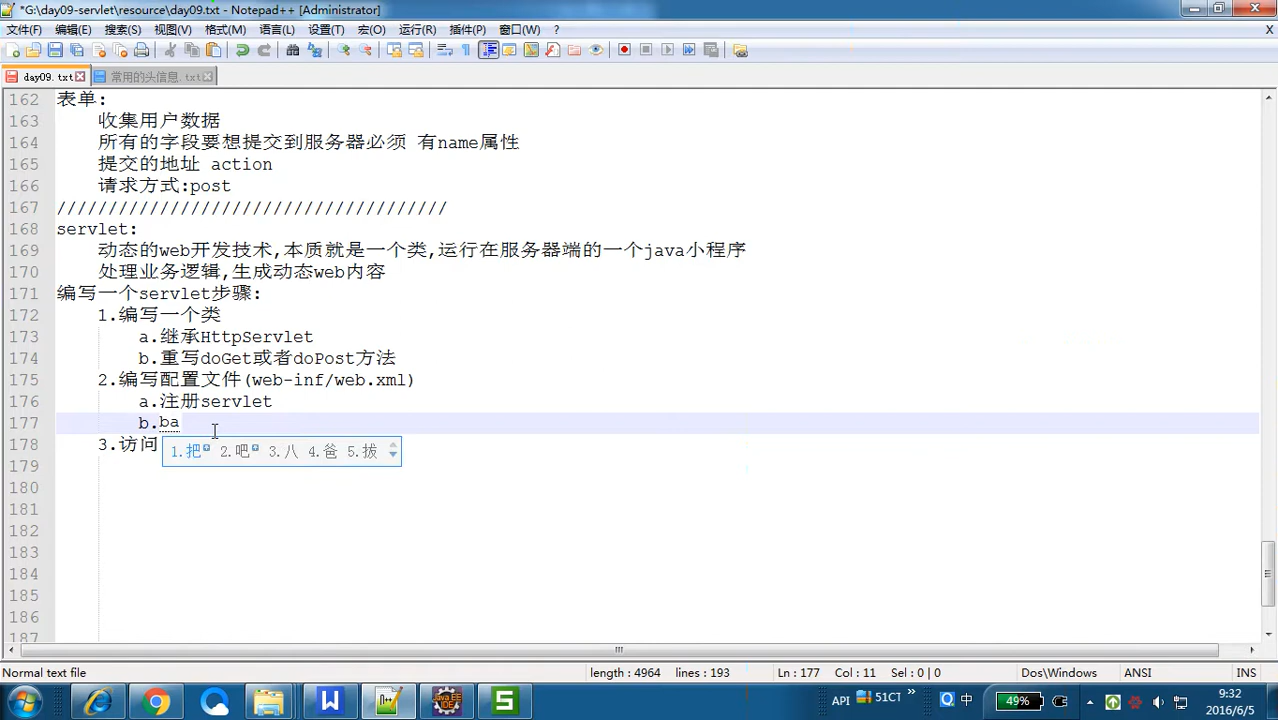 *G:\day09-servlet\resource\day09.txt - Notepad++ [Administrator]
文件(F) 编辑(E) 搜索(S) 视图(V) 格式(M) 语言(L) 设置(T) 宏(O) 运行(R) 插件(P) 窗口(W) ? X
day09.txt 常用的头信息.txt
162 表单:
163 收集用户数据
164 所有的字段要想提交到服务器必须 有name属性
165 提交的地址 action
166 请求方式:post
167 //////////////////////////////////////
168 servlet:
169 动态的web开发技术,本质就是一个类,运行在服务器端的一个java小程序
170 处理业务逻辑,生成动态web内容
171 编写一个servlet步骤:
172 1.编写一个类
173 a.继承HttpServlet
174 b.重写doGet或者doPost方法
175 2.编写配置文件(web-inf/web.xml)
176 a.注册servlet
177 b.ba
178 3.访问
1.把 2.吧 3.八 4.爸 5.拔
179
180
181
182
183
184
185
186
187
Normal text file length : 4964 lines : 193 Ln : 177 Col : 11 Sel : 0 | 0 Dos\Windows ANSI INS
API 51CT » 中 49% 9:32
2016/6/5